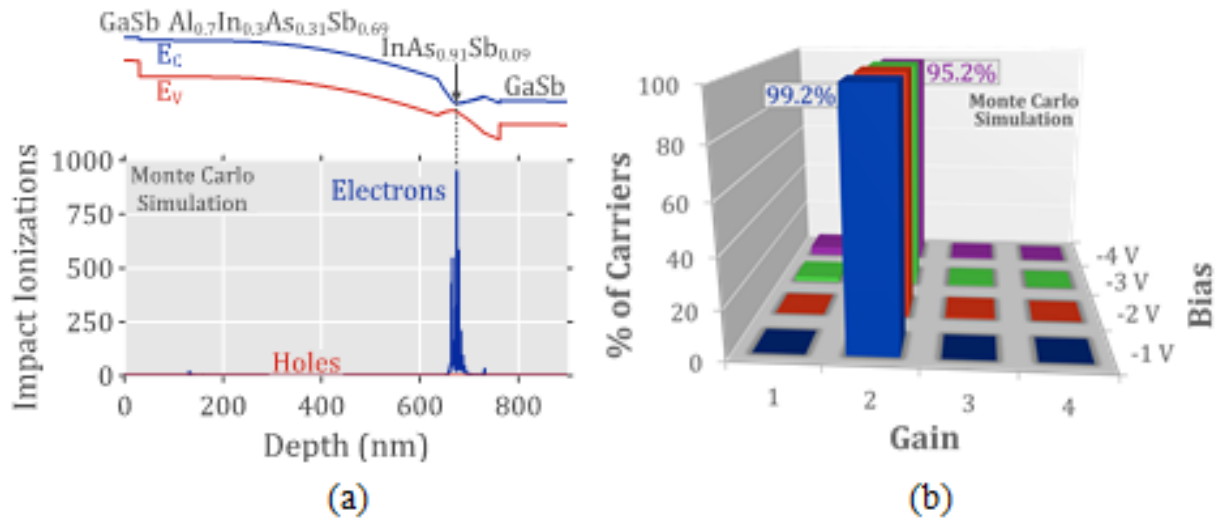 GaSb Al0.7In0.3As0.31Sb0.69
EC
InAs0.91Sb0.09
EV
GaSb
1000
Monte Carlo
Simulation
Electrons
750
500
250
Holes
0
0 200 400 600 800
Impact Ionizations
Depth (nm)
(a)
100
99.2%
95.2%
Monte Carlo
Simulation
80
60
40
20
0
% of Carriers
-4 V
-3 V
-2 V
-1 V
Bias
1 2 3 4
Gain
(b)